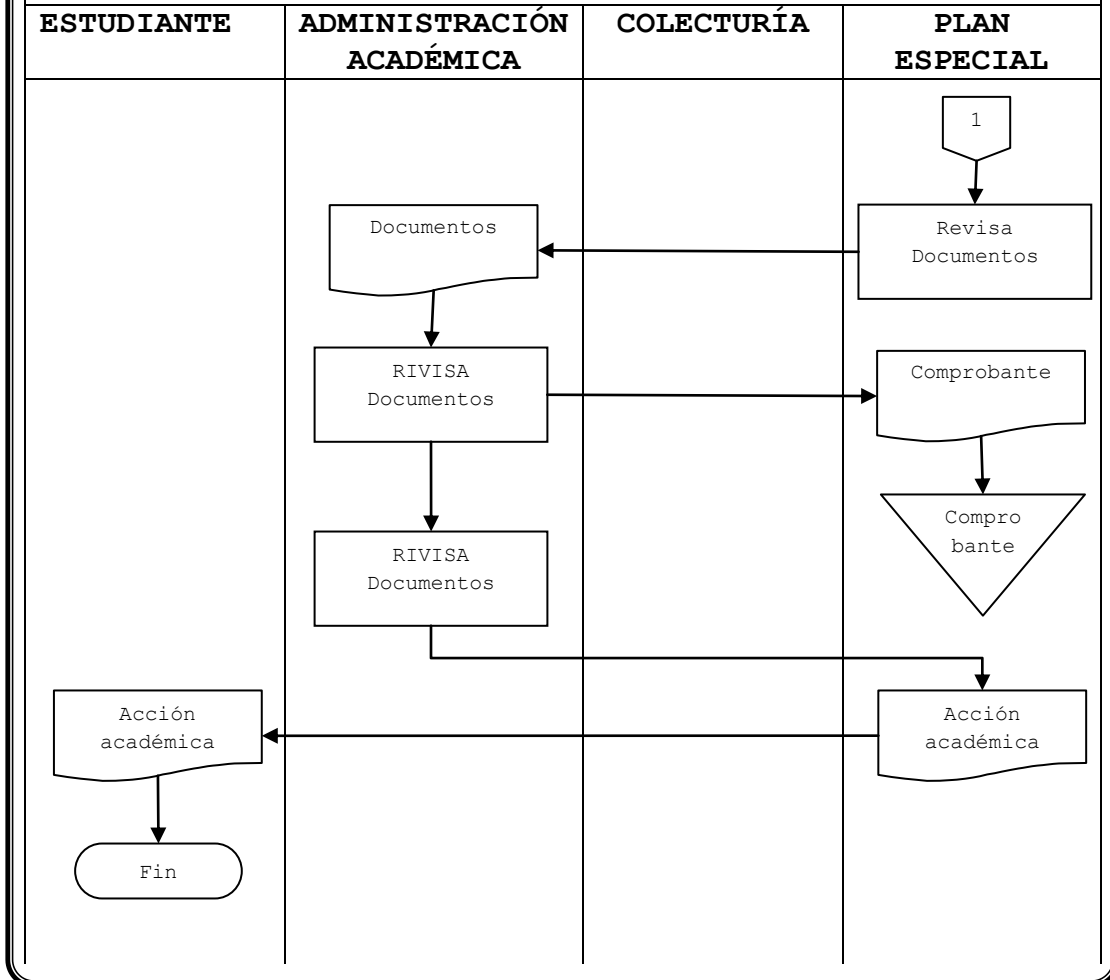 ESTUDIANTE
ADMINISTRACIÓN
ACADÉMICA
COLECTURÍA
PLAN
ESPECIAL
1
Revisa
Documentos
Documentos
RIVISA
Documentos
Comprobante
Compro
bante
RIVISA
Documentos
Acción
académica
Acción
académica
Fin